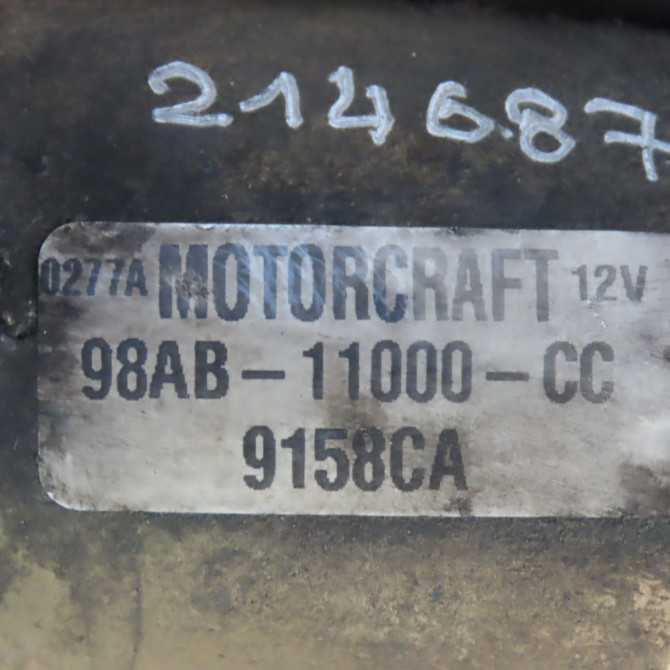 214687
0277A MOTORCRAFT 12V
98AB-11000-CC
9158CA